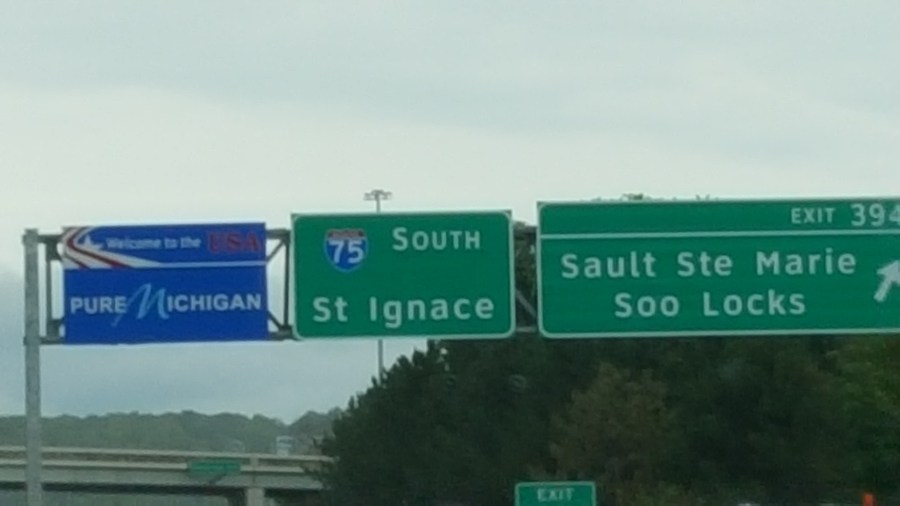 Welcome to the USA
PURE MICHIGAN
75 SOUTH
St Ignace
EXIT 394
Sault Ste Marie
Soo Locks
EXIT